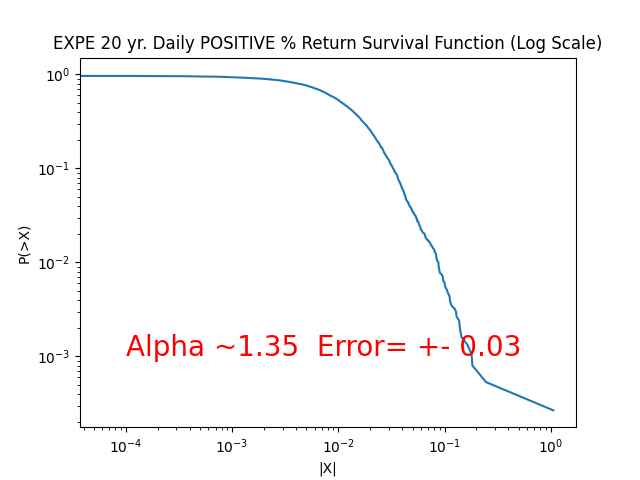 EXPE 20 yr. Daily POSITIVE % Return Survival Function (Log Scale)
10⁰
10⁻¹
10⁻²
10⁻³
P(>X)
Alpha ~1.35 Error= +- 0.03
10⁻⁴ 10⁻³ 10⁻² 10⁻¹ 10⁰
|X|